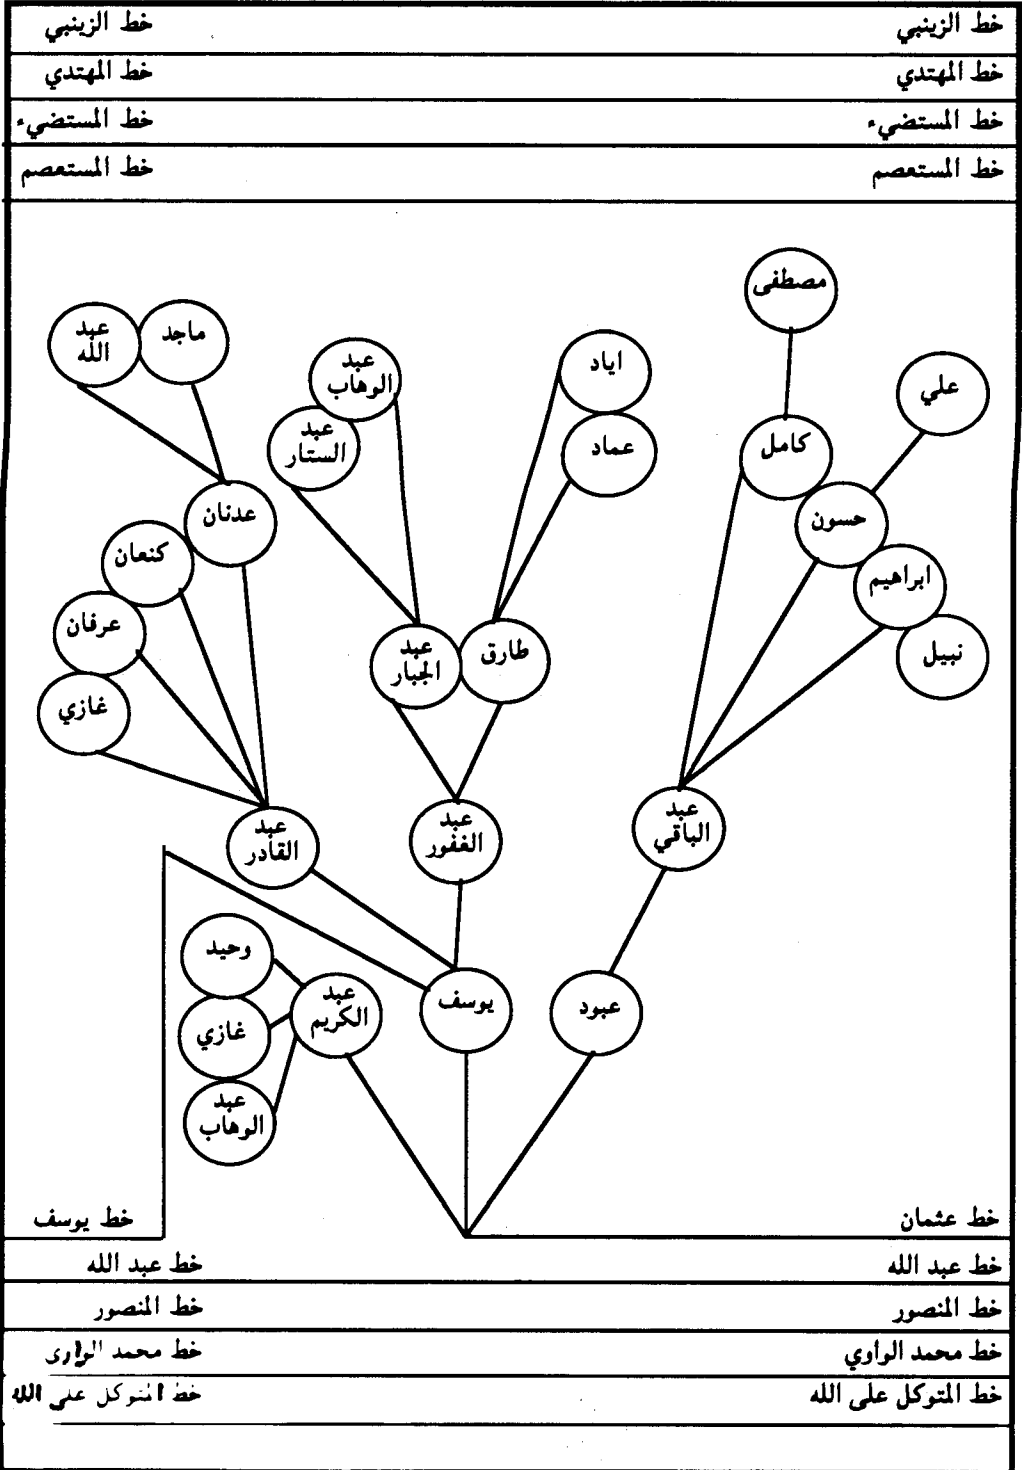 خط الزينبي خط الزينبي
خط المهتدي خط المهتدي
خط المستضيء خط المستضيء
خط المستعصم خط المستعصم
مصطفى
علي
كامل
حسون
ابراهيم
نبيل
اياد
عماد
عبد
الوهاب
عبد
الستار
ماجد
عبد
الله
عدنان
كنعان
عرفان
غازي
طارق
عبد
الجبار
عبد
الباقي
عبد
الغفور
عبد
القادر
عبود
يوسف
عبد
الكريم
وحيد
غازي
عبد
الوهاب
خط عثمان خط يوسف
خط عبد الله خط عبد الله
خط المنصور خط المنصور
خط محمد الواوي خط محمد الواوي
خط المتوكل على الله خط المتوكل على الله